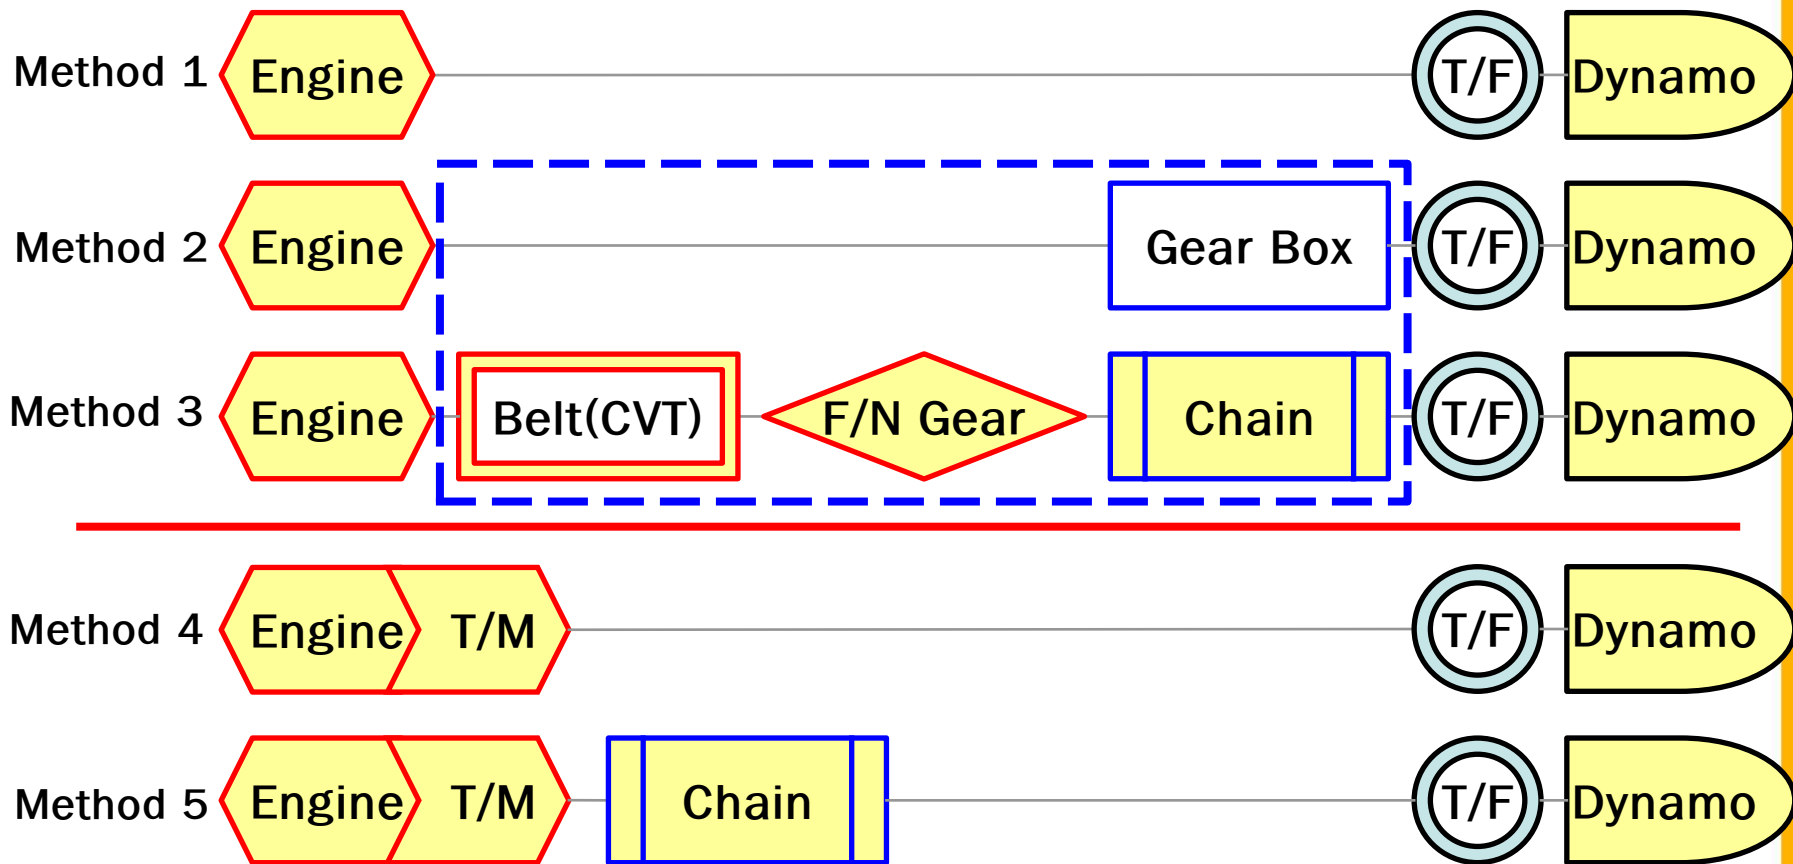 Method 1 Engine T/F Dynamo
Method 2 Engine Gear Box T/F Dynamo
Method 3 Engine Belt(CVT) F/N Gear Chain T/F Dynamo
Method 4 Engine T/M T/F Dynamo
Method 5 Engine T/M Chain T/F Dynamo